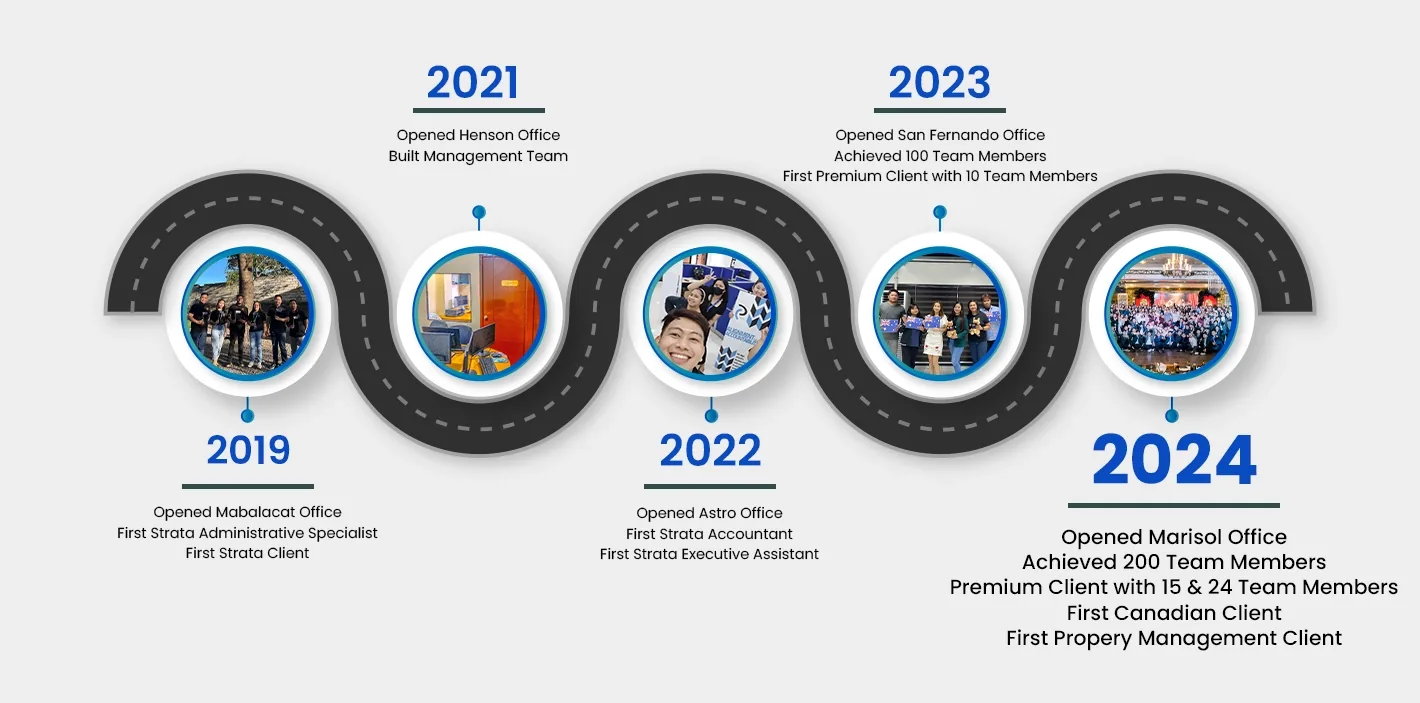 2019
Opened Mabalacat Office
First Strata Administrative Specialist
First Strata Client
2021
Opened Henson Office
Built Management Team
2022
Opened Astro Office
First Strata Accountant
First Strata Executive Assistant
2023
Opened San Fernando Office
Achieved 100 Team Members
First Premium Client with 10 Team Members
2024
Opened Marisol Office
Achieved 200 Team Members
Premium Client with 15 & 24 Team Members
First Canadian Client
First Propery Management Client